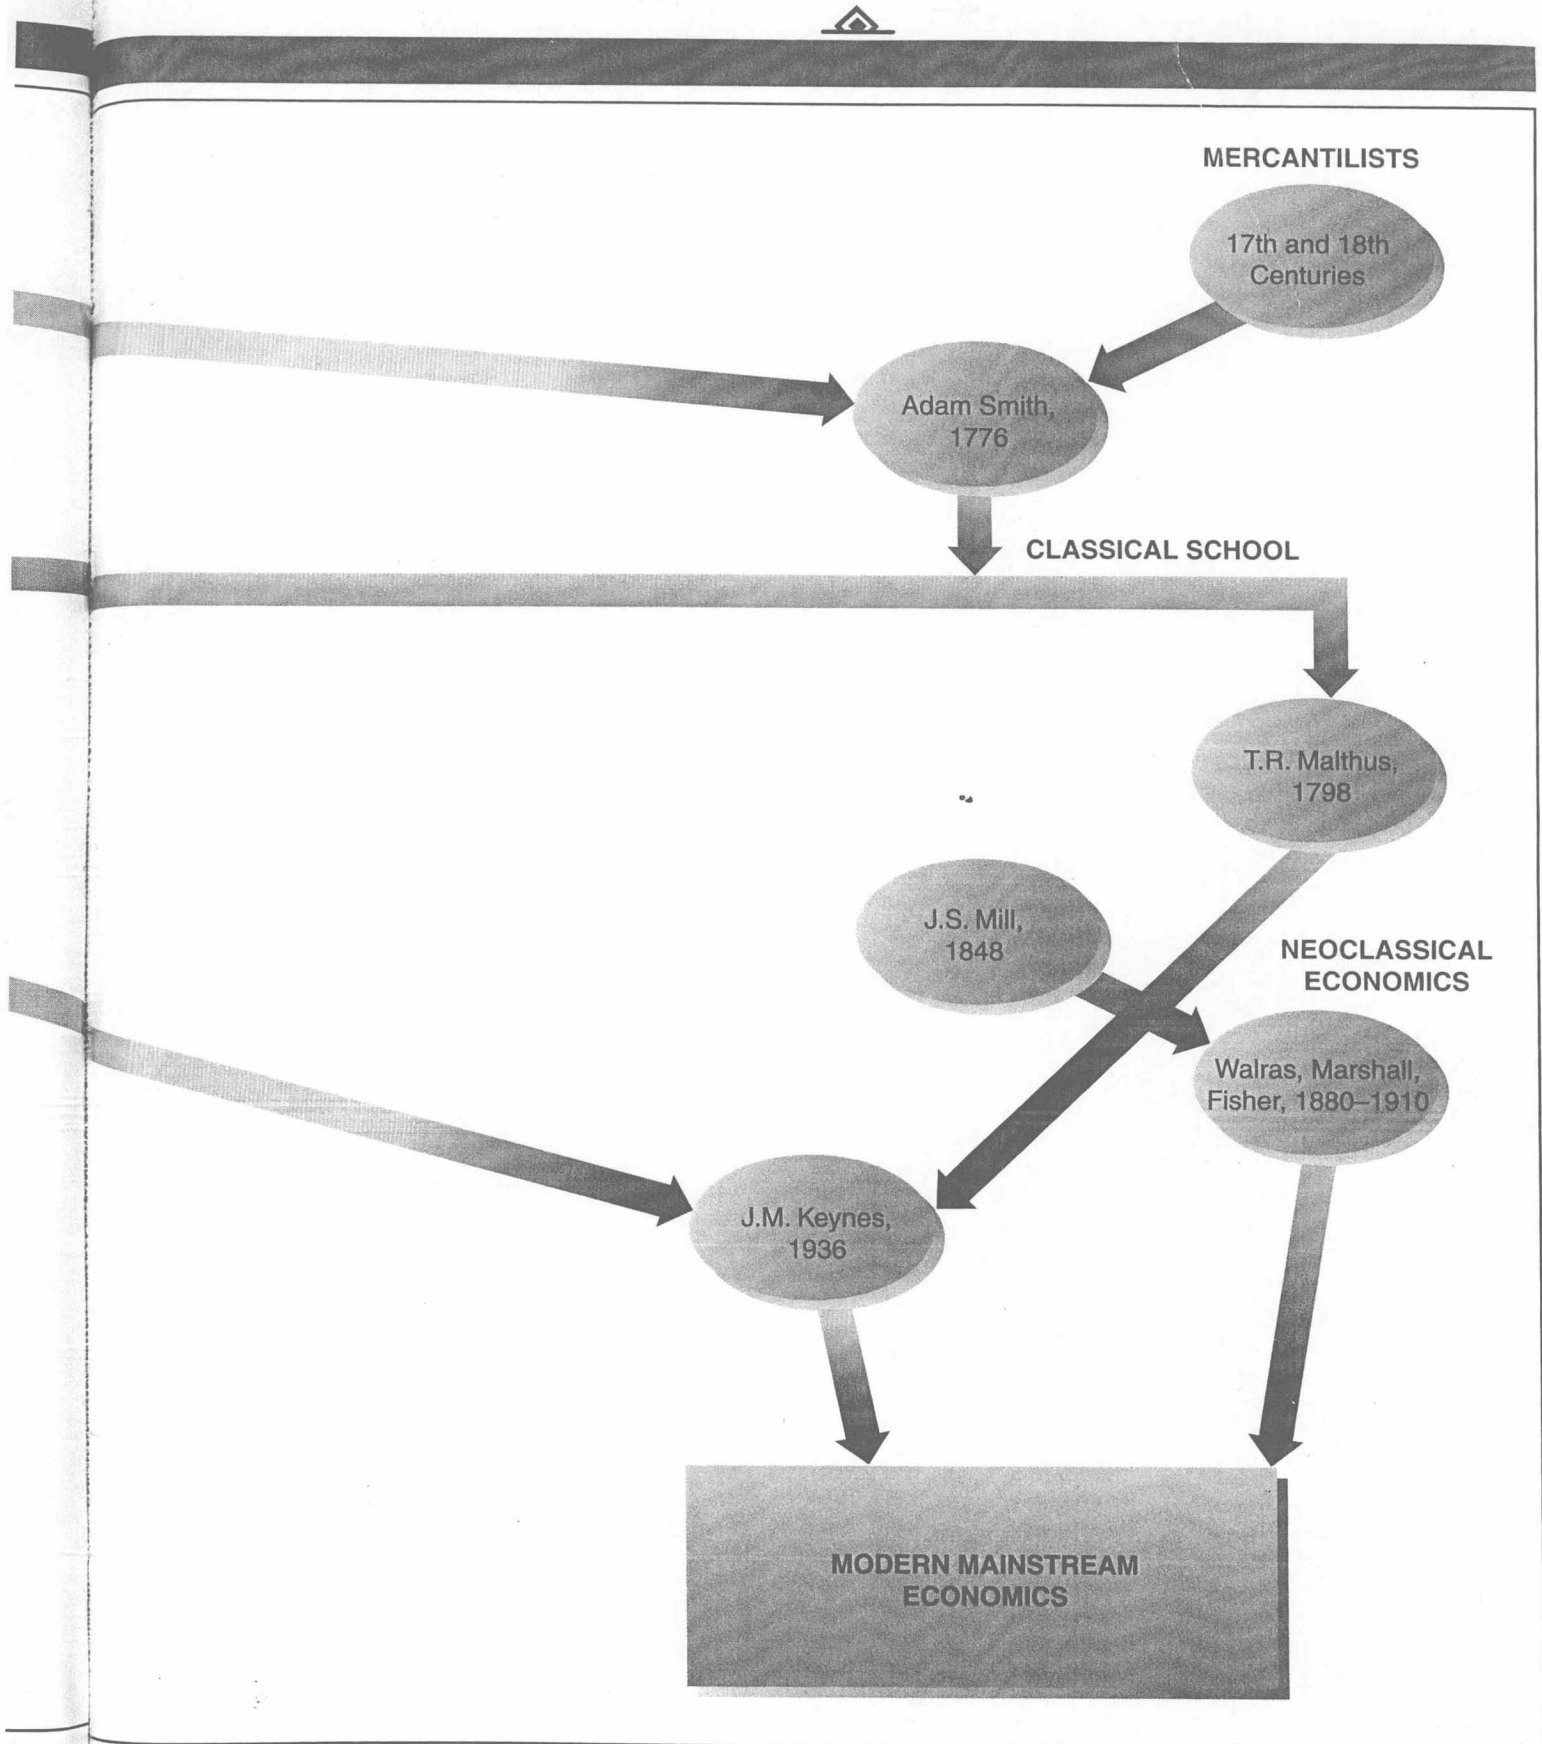 MERCANTILISTS
17th and 18th
Centuries
Adam Smith,
1776
CLASSICAL SCHOOL
T.R. Malthus,
1798
J.S. Mill,
1848
NEOCLASSICAL
ECONOMICS
Walras, Marshall,
Fisher, 1880–1910
J.M. Keynes,
1936
MODERN MAINSTREAM
ECONOMICS